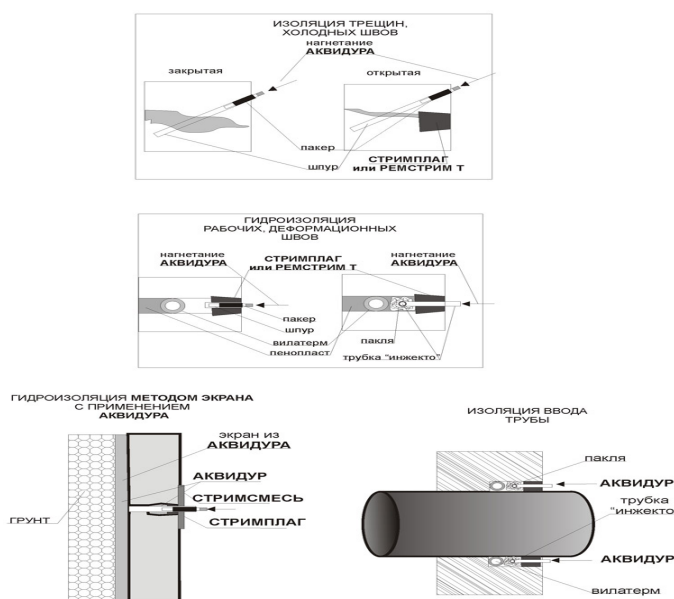 ИЗОЛЯЦИЯ ТРЕЩИН,
ХОЛОДНЫХ ШВОВ
нагнетание
АКВИДУРА
закрытая
открытая
пакер
шпур
СТРИМПЛАГ
или РЕМСТРИМ Т
ГИДРОИЗОЛЯЦИЯ
РАБОЧИХ, ДЕФОРМАЦИОННЫХ
ШВОВ
нагнетание
АКВИДУРА
СТРИМПЛАГ
или РЕМСТРИМ Т
нагнетание
АКВИДУРА
пакер
шпур
вилатерм
пенопласт
пакля
трубка "инжекто"
ГИДРОИЗОЛЯЦИЯ МЕТОДОМ ЭКРАНА
С ПРИМЕНЕНИЕМ
АКВИДУРА
экран из
АКВИДУРА
АКВИДУР
СТРИМСМЕСЬ
СТРИМПЛАГ
ГРУНТ
ИЗОЛЯЦИЯ ВВОДА
ТРУБЫ
пакля
АКВИДУР
трубка
"инжекто
АКВИДУР
вилатерм